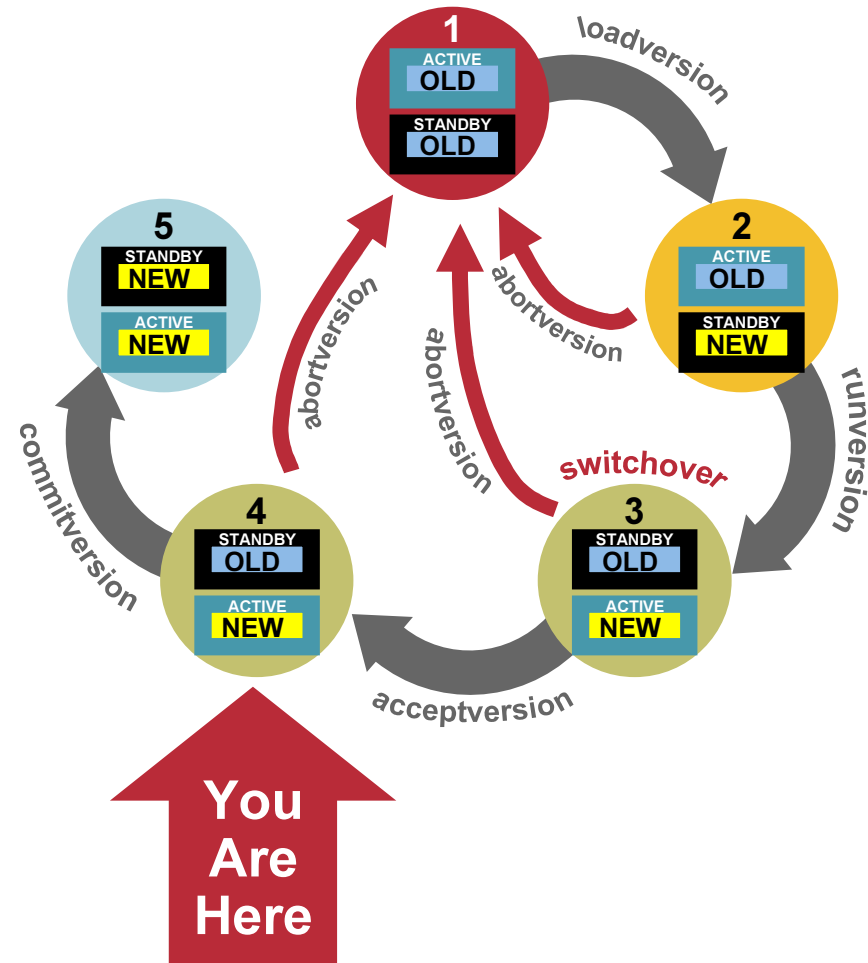 1
ACTIVE
OLD
STANDBY
OLD
\oadversion
2
ACTIVE
OLD
STANDBY
NEW
abortversion
runversion
switchover
3
STANDBY
OLD
ACTIVE
NEW
abortversion
acceptversion
4
STANDBY
OLD
ACTIVE
NEW
abortversion
commitversion
5
STANDBY
NEW
ACTIVE
NEW
You
Are
Here